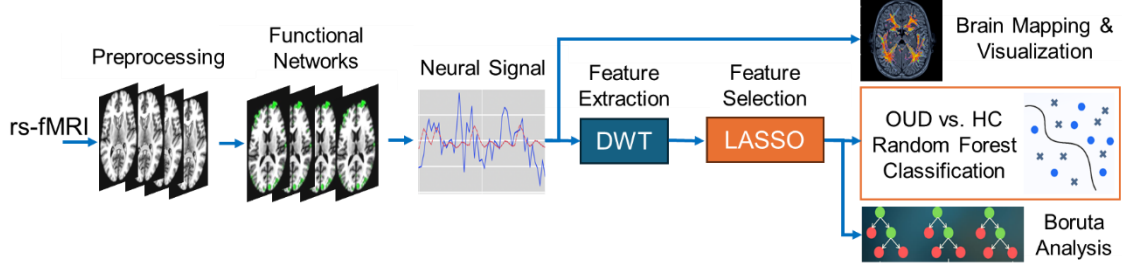 rs-fMRI
Preprocessing
Functional
Networks
Neural Signal
Feature
Extraction
DWT
Feature
Selection
LASSO
Brain Mapping &
Visualization
OUD vs. HC
Random Forest
Classification
Boruta
Analysis